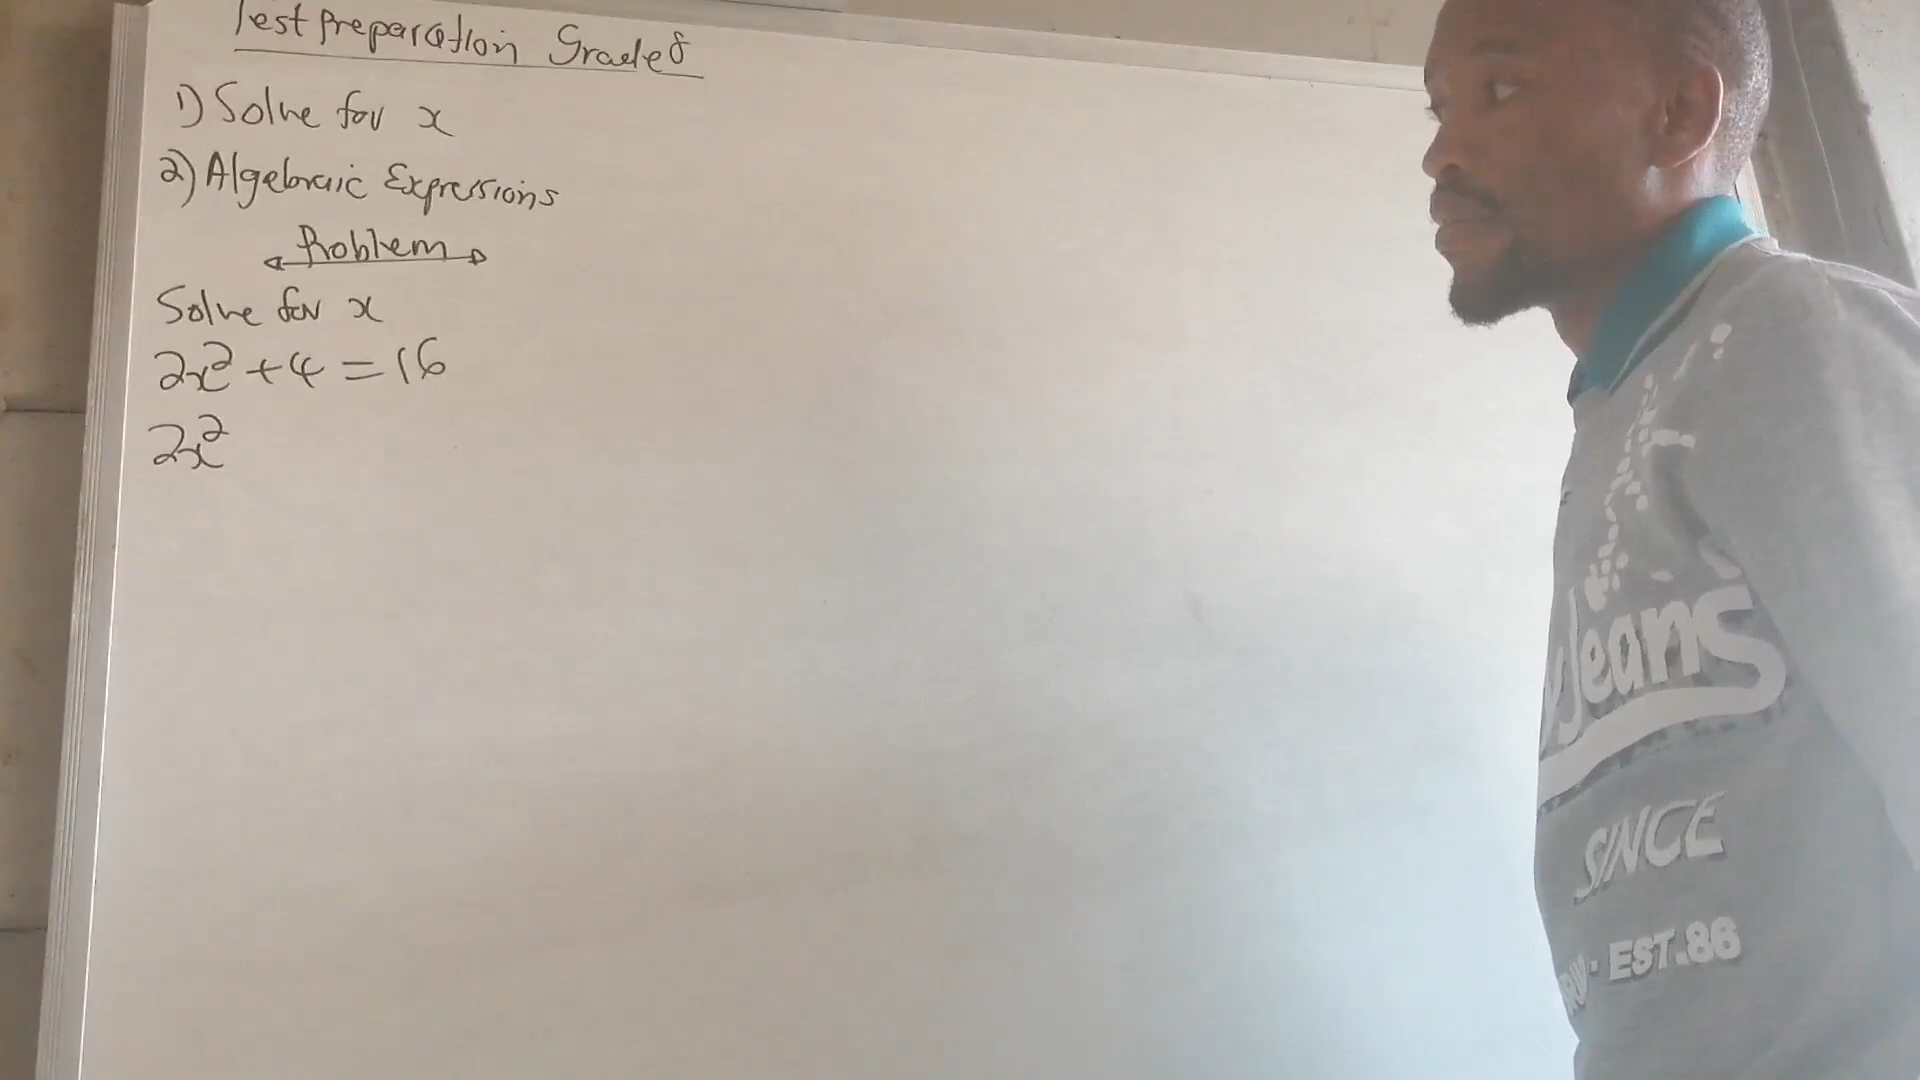 Test Preparation Grade 8
1) Solve for x
2) Algebraic Expressions
Problem
Solve for x
2x² + 4 = 16
2x²
Jeans
SINCE
EST.86